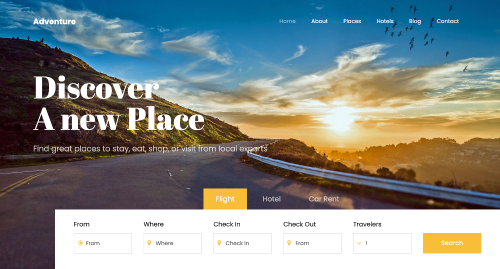 Adventure
Home About Places Hotels Blog Contact
Discover
A new Place
Find great places to stay, eat, shop, or visit from local experts
Flight Hotel Car Rent
From Where Check In Check Out Travelers
From Where Check In From 1 Search